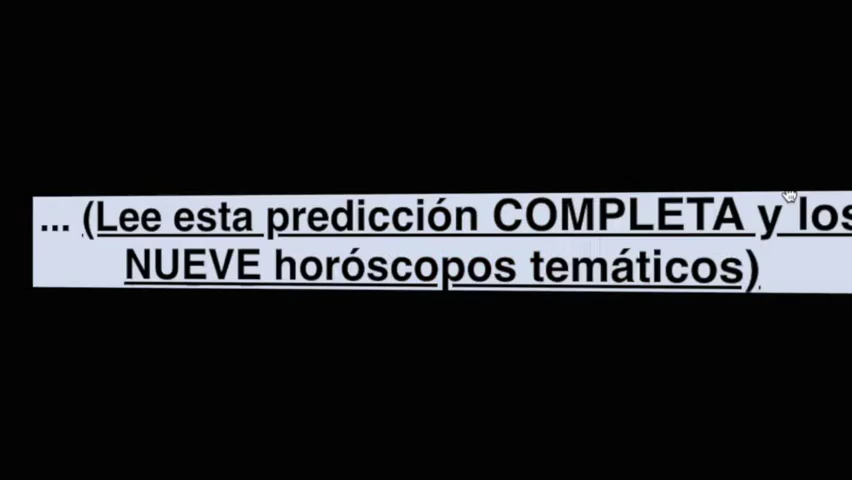 ... (Lee esta predicción COMPLETA y los
NUEVE horóscopos temáticos)